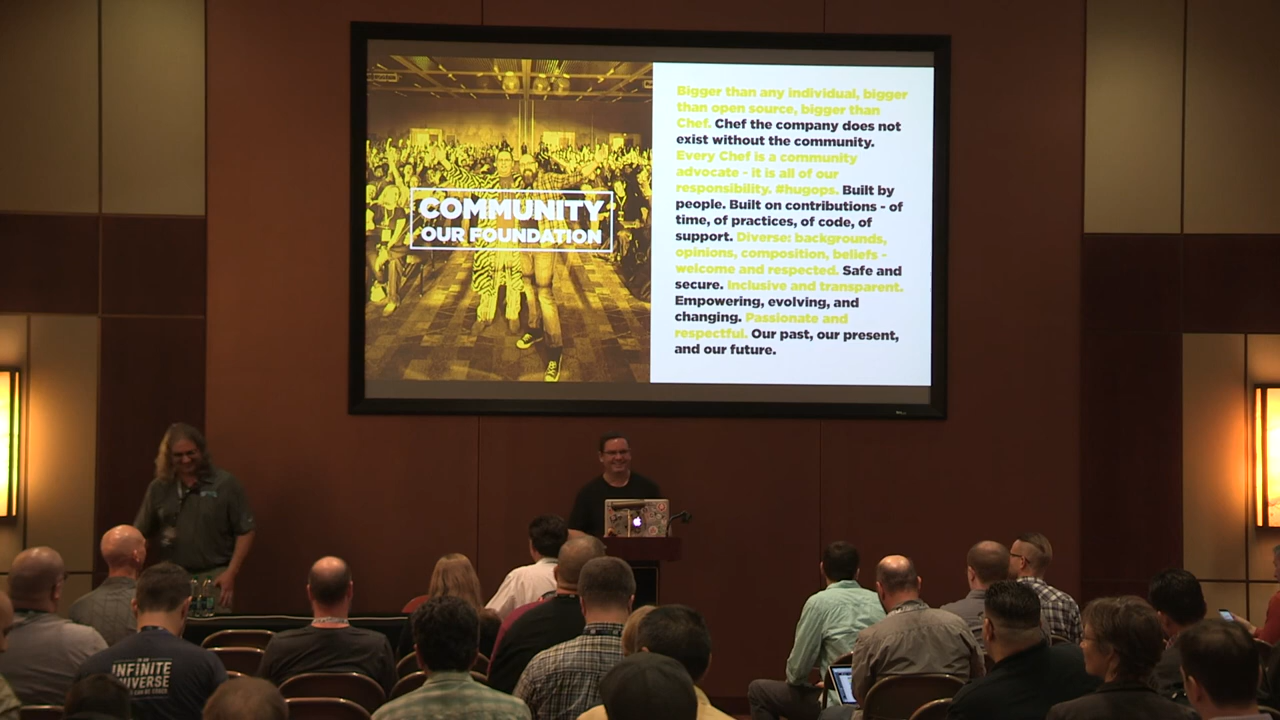 COMMUNITY
OUR FOUNDATION
Bigger than any individual, bigger
than open source, bigger than
Chef. Chef the company does not
exist without the community.
Every Chef is a community
advocate - it is all of our
responsibility. #hugops. Built by
people. Built on contributions - of
time, of practices, of code, of
support. Diverse: backgrounds,
opinions, composition, beliefs -
welcome and respected. Safe and
secure. Inclusive and transparent.
Empowering, evolving, and
changing. Passionate and
respectful. Our past, our present,
and our future.
INFINITE